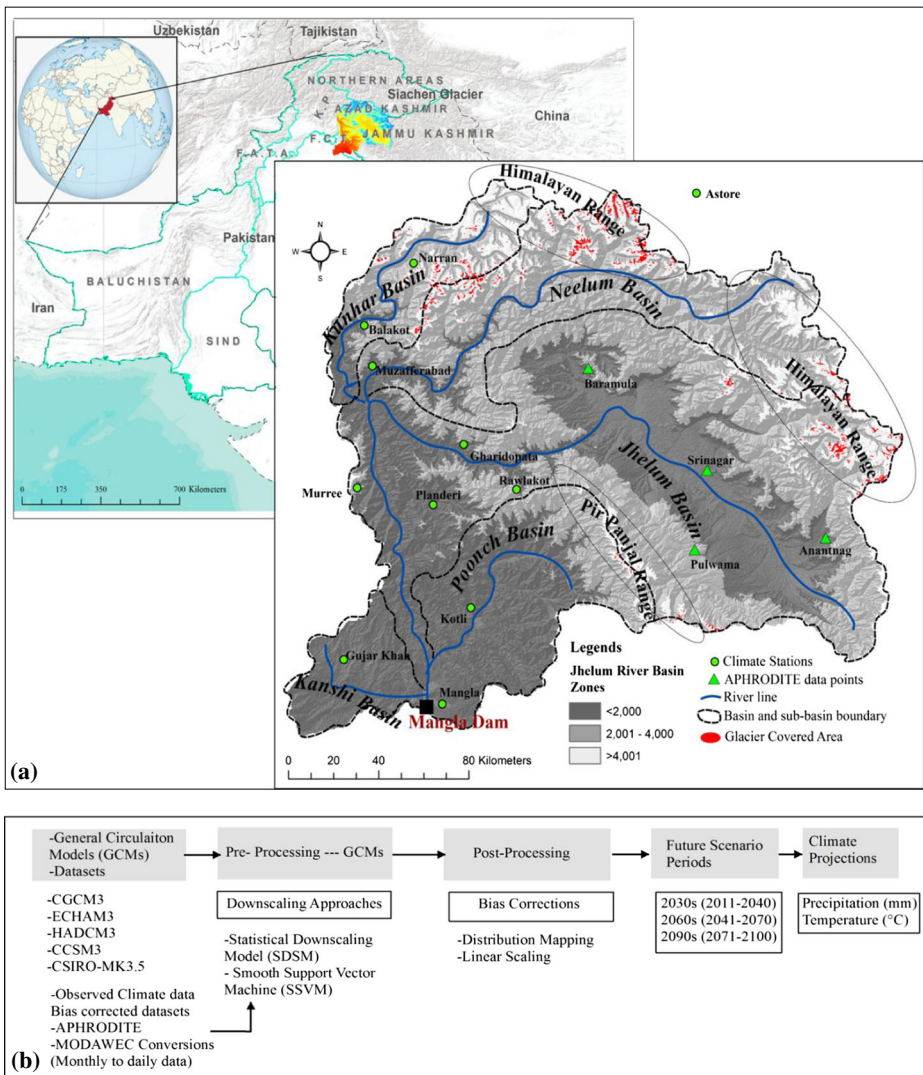 Uzbekistan
Tajikistan
NORTHERN AREAS
Siachen Glacier
K.P.
AZAD KASHMIR
China
F.C.T.
JAMMU KASHMIR
F.A.T.A.
Pakistan
BALUCHISTAN
Iran
SIND
0 175 350 700 Kilometers
Himalayan Range
Astore
N
W E
S
Narran
Kunhar Basin
Neelum Basin
Balakot
Muzafferabad
Baramula
Himalayan Range
Gharidopata
Jhelum Basin
Srinagar
Murree
Rawlakot
Planderi
Pir Panjal Range
Anantnag
Poonch Basin
Pulwama
Kotli
Gujar Khan
Kanshi Basin
Mangla
Mangla Dam
0 20 40 80 Kilometers
Legends
Jhelum River Basin
Zones
<2,000
2,001 - 4,000
>4,001
Climate Stations
APHRODITE data points
River line
Basin and sub-basin boundary
Glacier Covered Area
(a)
-General Circulaiton
Models (GCMs)
-Datasets
-CGCM3
-ECHAM3
-HADCM3
-CCSM3
-CSIRO-MK3.5
-Observed Climate data
Bias corrected datasets
-APHRODITE
-MODAWEC Conversions
(Monthly to daily data)
Pre- Processing --- GCMs
Downscaling Approaches
-Statistical Downscaling
Model (SDSM)
- Smooth Support Vector
Machine (SSVM)
Post-Processing
Bias Corrections
-Distribution Mapping
-Linear Scaling
Future Scenario
Periods
2030s (2011-2040)
2060s (2041-2070)
2090s (2071-2100)
Climate
Projections
Precipitation (mm)
Temperature (°C)
(b)